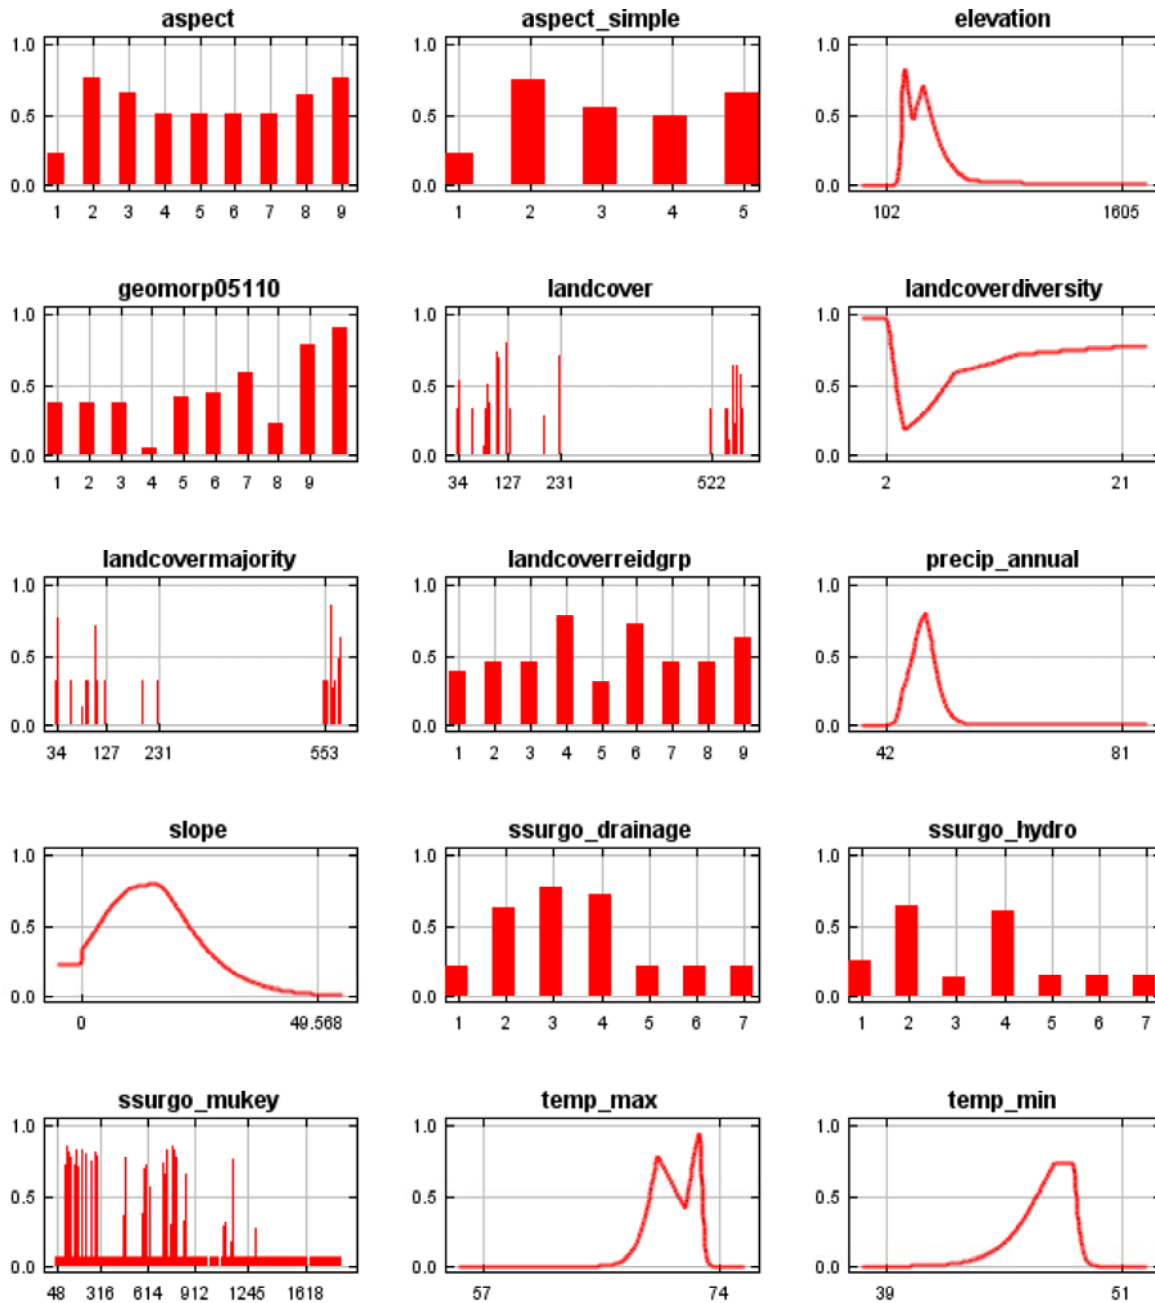 aspect aspect_simple elevation
1.0 1.0 1.0
0.5 0.5 0.5
0.0 0.0 0.0
1 2 3 4 5 6 7 8 9 1 2 3 4 5 102 1605
geomorp05110 landcover landcoverdiversity
1.0 1.0 1.0
0.5 0.5 0.5
0.0 0.0 0.0
1 2 3 4 5 6 7 8 9 34 127 231 522 2 21
landcovermajority landcoverreidgrp precip_annual
1.0 1.0 1.0
0.5 0.5 0.5
0.0 0.0 0.0
34 127 231 553 1 2 3 4 5 6 7 8 9 42 81
slope ssurgo_drainage ssurgo_hydro
1.0 1.0 1.0
0.5 0.5 0.5
0.0 0.0 0.0
0 49.568 1 2 3 4 5 6 7 1 2 3 4 5 6 7
ssurgo_mukey temp_max temp_min
1.0 1.0 1.0
0.5 0.5 0.5
0.0 0.0 0.0
48 316 614 912 1245 1618 57 74 39 51